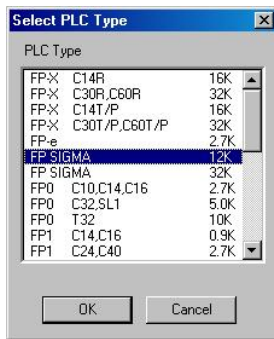 Select PLC Type
PLC Type
FP-X C14R 16K
FP-X C30R,C60R 32K
FP-X C14T/P 16K
FP-X C30T/P,C60T/P 32K
FP-e 2.7K
FP SIGMA 12K
FP SIGMA 32K
FP0 C10,C14,C16 2.7K
FP0 C32,SL1 5.0K
FP0 T32 10K
FP1 C14,C16 0.9K
FP1 C24,C40 2.7K
OK Cancel